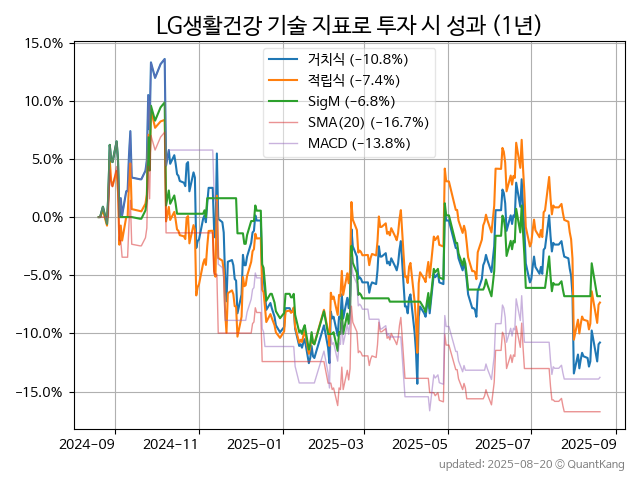 LG생활건강 기술 지표로 투자 시 성과 (1년)
15.0%
10.0%
5.0%
0.0%
−5.0%
−10.0%
−15.0%
거치식 (−10.8%)
적립식 (−7.4%)
SigM (−6.8%)
SMA(20) (−16.7%)
MACD (−13.8%)
2024-09 2024-11 2025-01 2025-03 2025-05 2025-07 2025-09
updated: 2025-08-20 © QuantKang